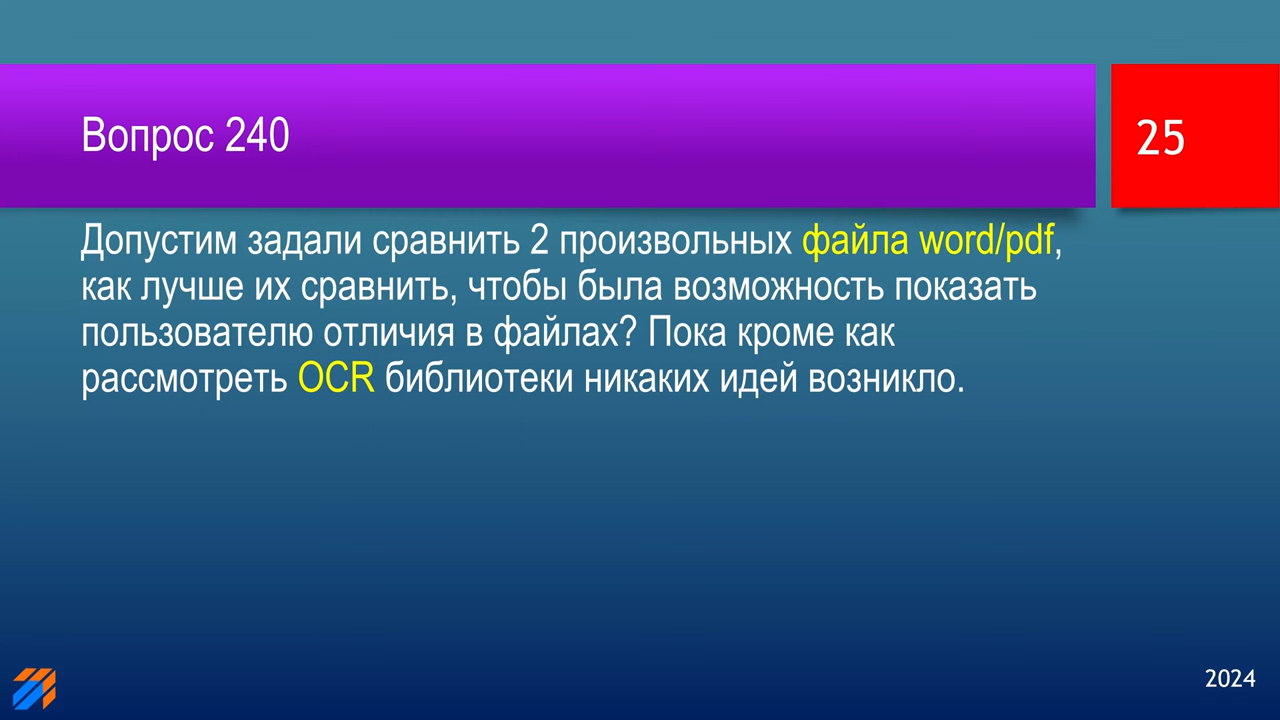 Вопрос 240
25
Допустим задали сравнить 2 произвольных файла word/pdf,
как лучше их сравнить, чтобы была возможность показать
пользователю отличия в файлах? Пока кроме как
рассмотреть OCR библиотеки никаких идей возникло.
2024